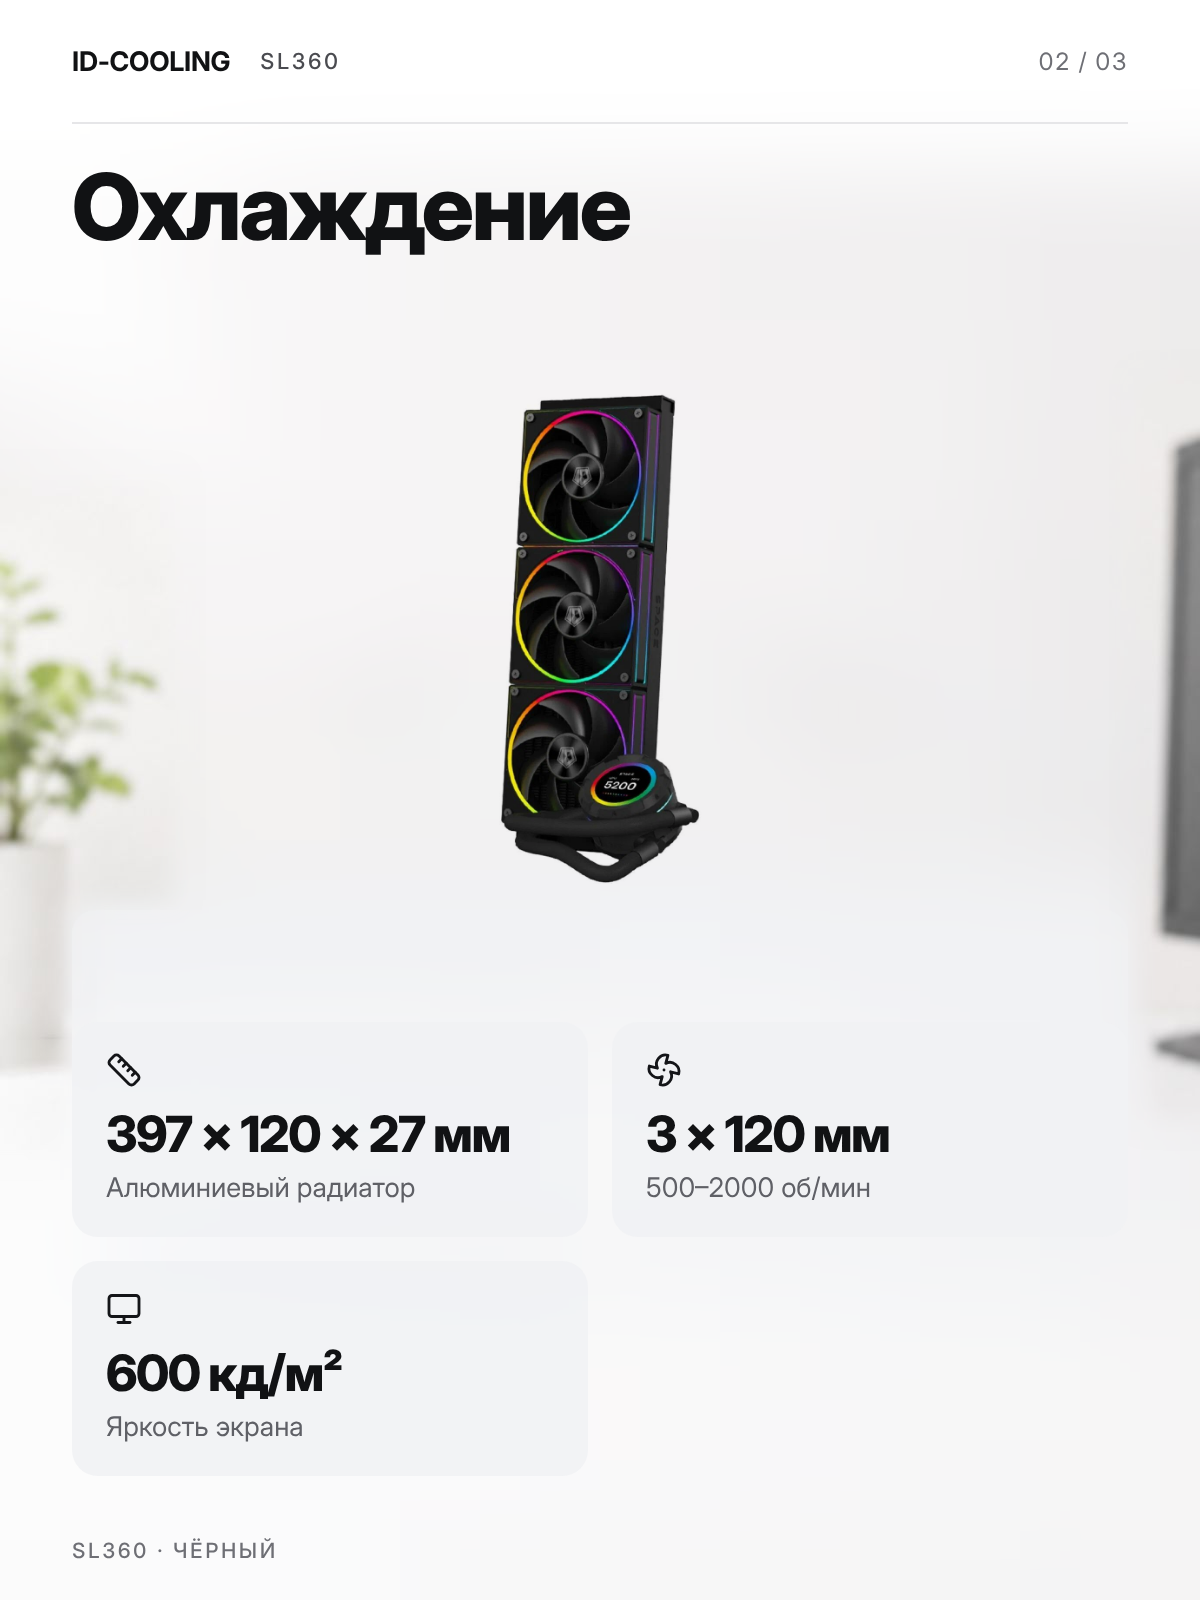 ID-COOLING SL360 02 / 03
Охлаждение
5200
397 × 120 × 27 мм
Алюминиевый радиатор
3 × 120 мм
500–2000 об/мин
600 кд/м²
Яркость экрана
SL360 · ЧЁРНЫЙ